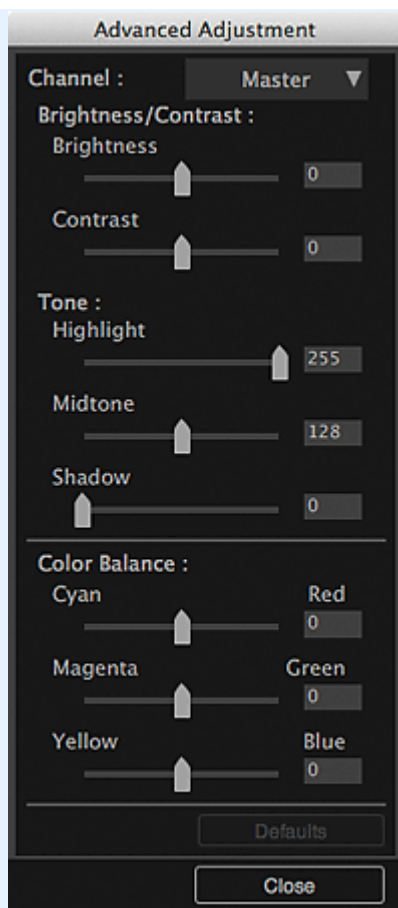 Advanced Adjustment
Channel : Master ▼
Brightness/Contrast :
Brightness
0
Contrast
0
Tone :
Highlight
255
Midtone
128
Shadow
0
Color Balance :
Cyan Red
0
Magenta Green
0
Yellow Blue
0
Defaults
Close